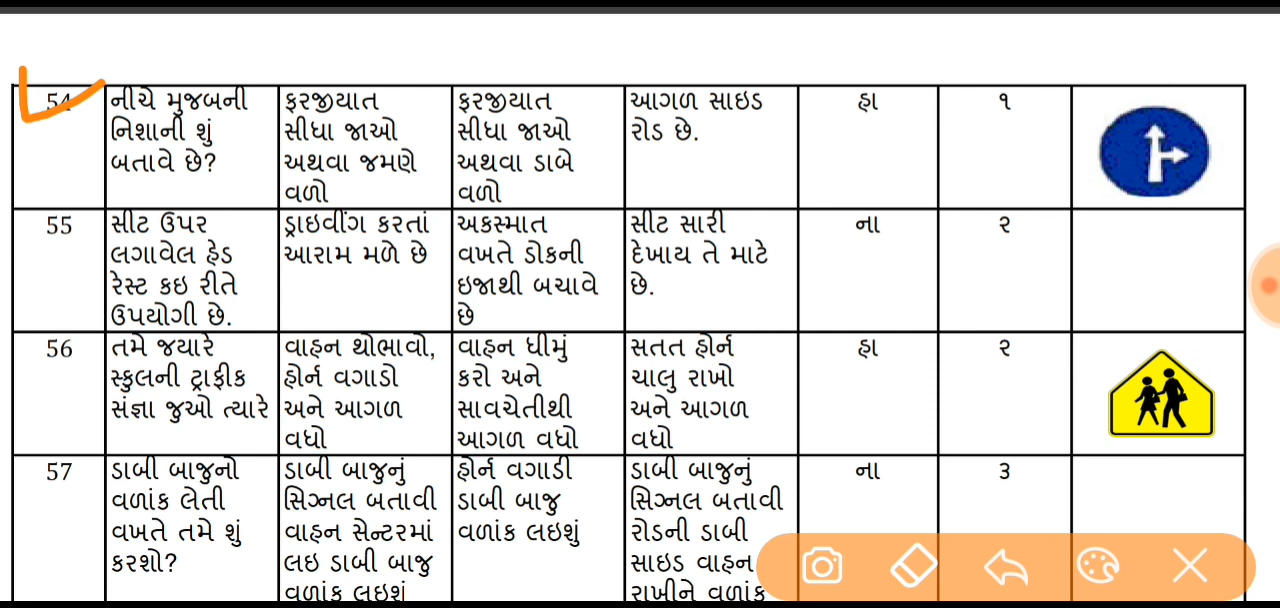 54 નીચે મુજબની ફરજીયાત ફરજીયાત આગળ સાઇડ હા ૧
નિશાની શું સીધા જાઓ સીધા જાઓ રોડ છે.
બતાવે છે? અથવા જમણે અથવા ડાબે
વળો વળો
55 સીટ ઉપર ડ્રાઇવીંગ કરતાં અકસ્માત સીટ સારી ના ૨
લગાવેલ હેડ આરામ મળે છે વખતે ડોકની દેખાય તે માટે
રેસ્ટ કઇ રીતે ઇજાથી બચાવે છે.
ઉપયોગી છે. છે
56 તમે જયારે વાહન થોભાવો, વાહન ધીમું સતત હોર્ન હા ૨
સ્કુલની ટ્રાફીક હોર્ન વગાડો કરો અને ચાલુ રાખો
સંજ્ઞા જુઓ ત્યારે અને આગળ સાવચેતીથી અને આગળ
વધો આગળ વધો વધો
57 ડાબી બાજુનો ડાબી બાજુનું હોર્ન વગાડી ડાબી બાજુનું ના ૩
વળાંક લેતી સિગ્નલ બતાવી ડાબી બાજુ સિગ્નલ બતાવી
વખતે તમે શું વાહન સેન્ટરમાં વળાંક લઇશું રોડની ડાબી
કરશો? લઇ ડાબી બાજુ સાઇડ વાહન
વળાંક લઇશું રાખીને વળાંક